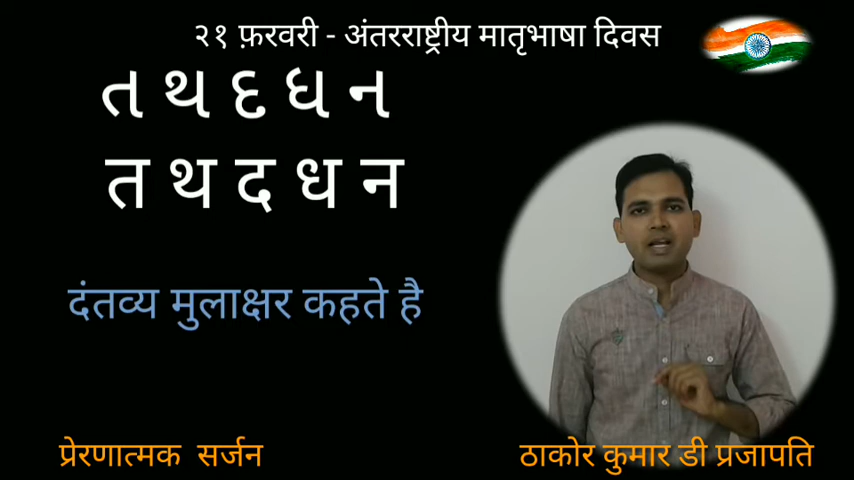 २१ फ़रवरी - अंतरराष्ट्रीय मातृभाषा दिवस
ત થ દ ધ ન
त थ द ध न
दंतव्य मुलाक्षर कहते है
प्रेरणात्मक सर्जन
ठाकोर कुमार डी प्रजापति